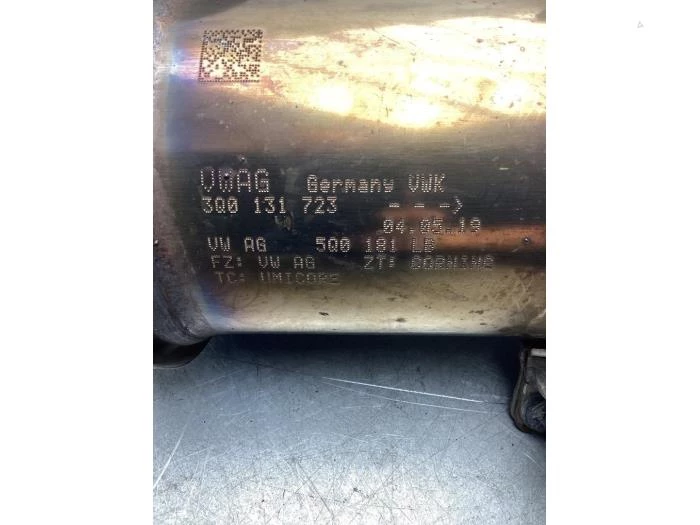 VWAG Germany VWK
3Q0 131 723 - - ->
04.05.18
VW AG 5Q0 181 LB
FZ: VW AG ZT: CORNING
TC: UMICORE